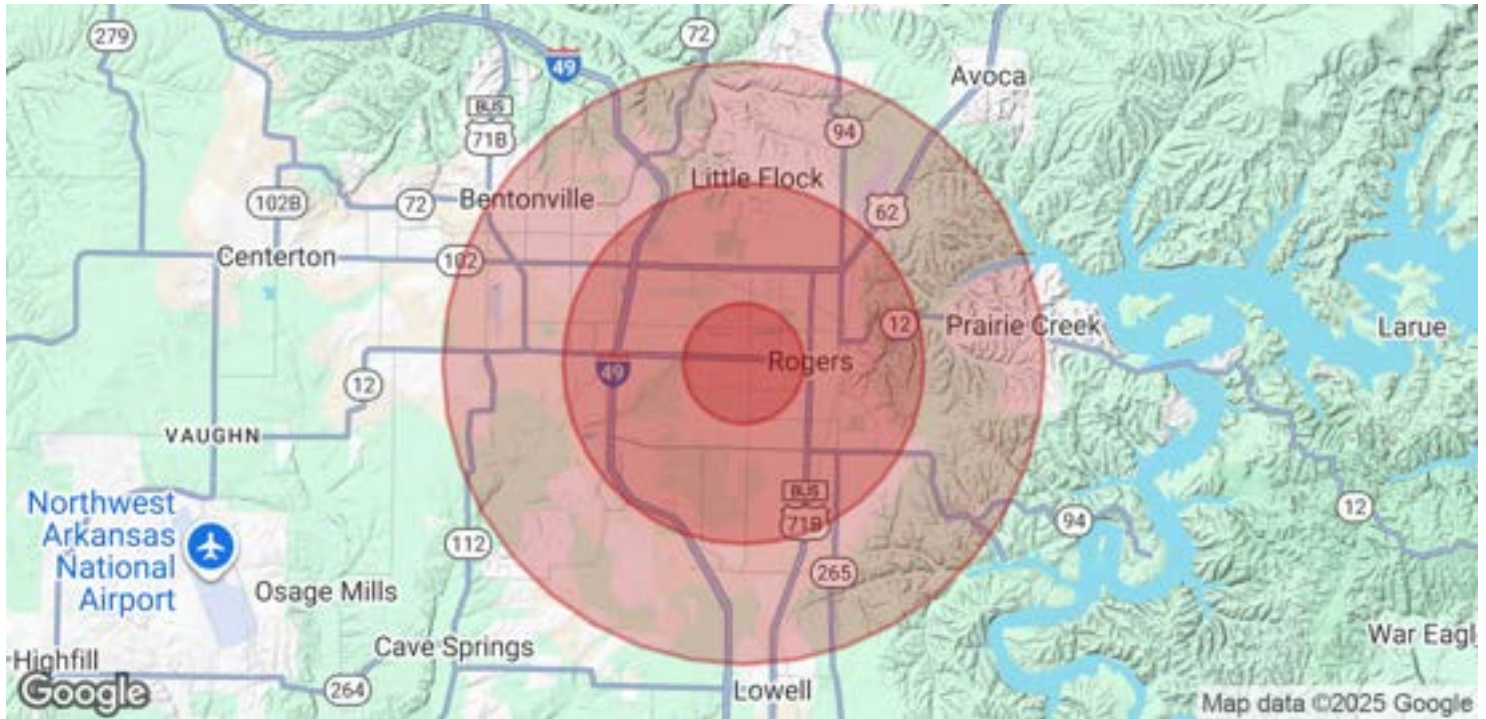 279
72
49
Avoca
BUS
71B
94
Little Flock
102B
72
Bentonville
62
Centerton
102
12
Prairie Creek
Larue
Rogers
49
12
VAUGHN
Northwest
Arkansas
National
Airport
BUS
71B
12
94
112
265
Osage Mills
Cave Springs
War Eagl
Highfill
264
Lowell
Google
Map data ©2025 Google